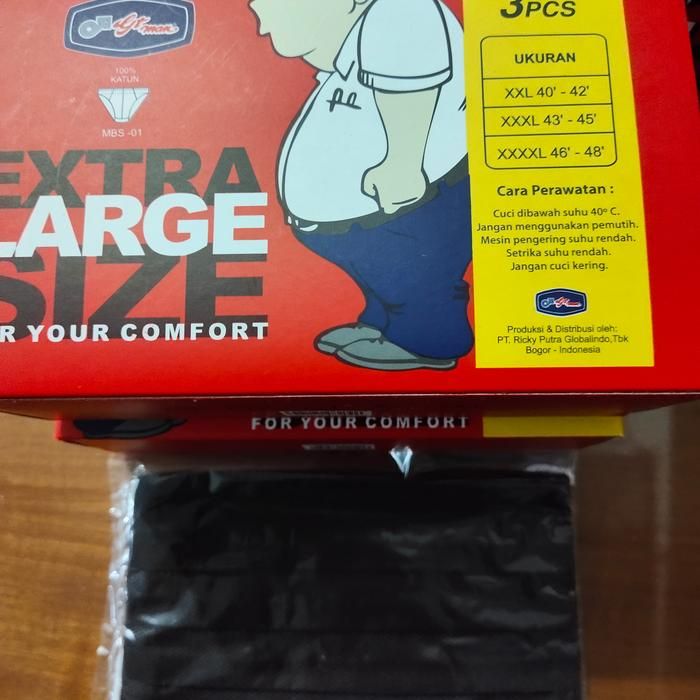 3PCS
Gt man
100%
KATUN
MBS -01
EXTRA
LARGE
SIZE
R YOUR COMFORT
UKURAN
XXL 40' - 42'
XXXL 43' - 45'
XXXXL 46' - 48'
Cara Perawatan :
Cuci dibawah suhu 40º C.
Jangan menggunakan pemutih.
Mesin pengering suhu rendah.
Setrika suhu rendah.
Jangan cuci kering.
Gt man
Produksi & Distribusi oleh:
PT. Ricky Putra Globalindo,Tbk
Bogor - Indonesia
FOR YOUR COMFORT